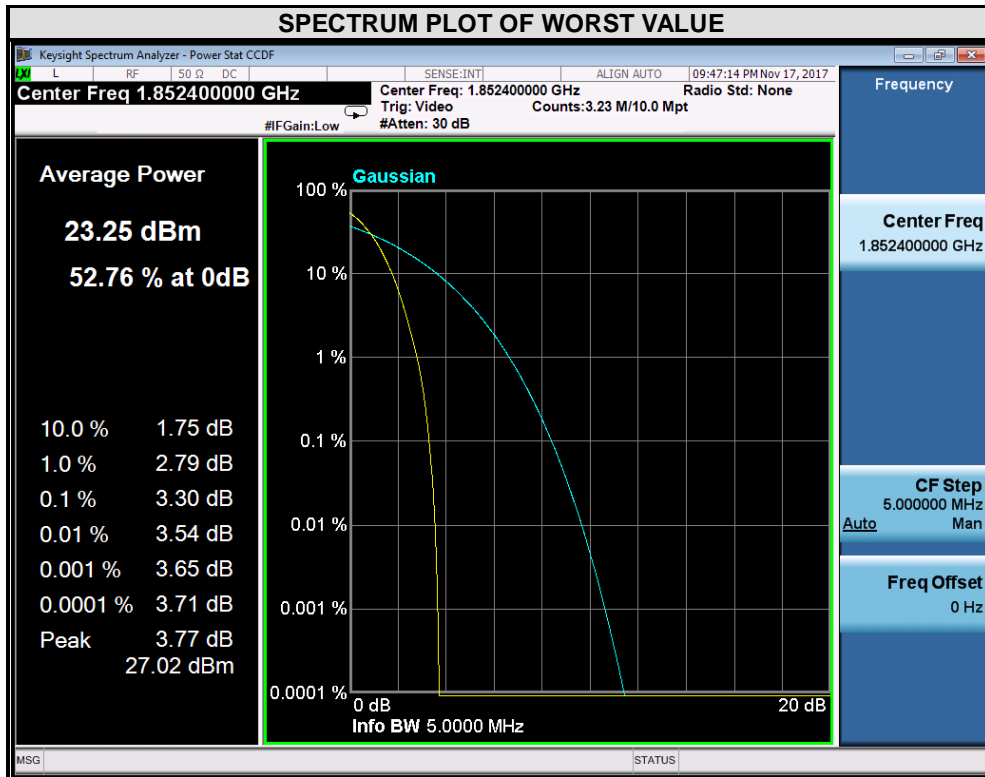 SPECTRUM PLOT OF WORST VALUE
Keysight Spectrum Analyzer - Power Stat CCDF
LXI L RF 50 Ω DC SENSE:INT ALIGN AUTO 09:47:14 PM Nov 17, 2017
Center Freq 1.852400000 GHz
Center Freq: 1.852400000 GHz Radio Std: None
Trig: Video Counts:3.23 M/10.0 Mpt
#IFGain:Low #Atten: 30 dB
Average Power
23.25 dBm
52.76 % at 0dB
10.0 % 1.75 dB
1.0 % 2.79 dB
0.1 % 3.30 dB
0.01 % 3.54 dB
0.001 % 3.65 dB
0.0001 % 3.71 dB
Peak 3.77 dB
27.02 dBm
Gaussian
100 %
10 %
1 %
0.1 %
0.01 %
0.001 %
0.0001 %
0 dB 20 dB
Info BW 5.0000 MHz
Frequency
Center Freq
1.852400000 GHz
CF Step
5.000000 MHz
Auto Man
Freq Offset
0 Hz
MSG STATUS